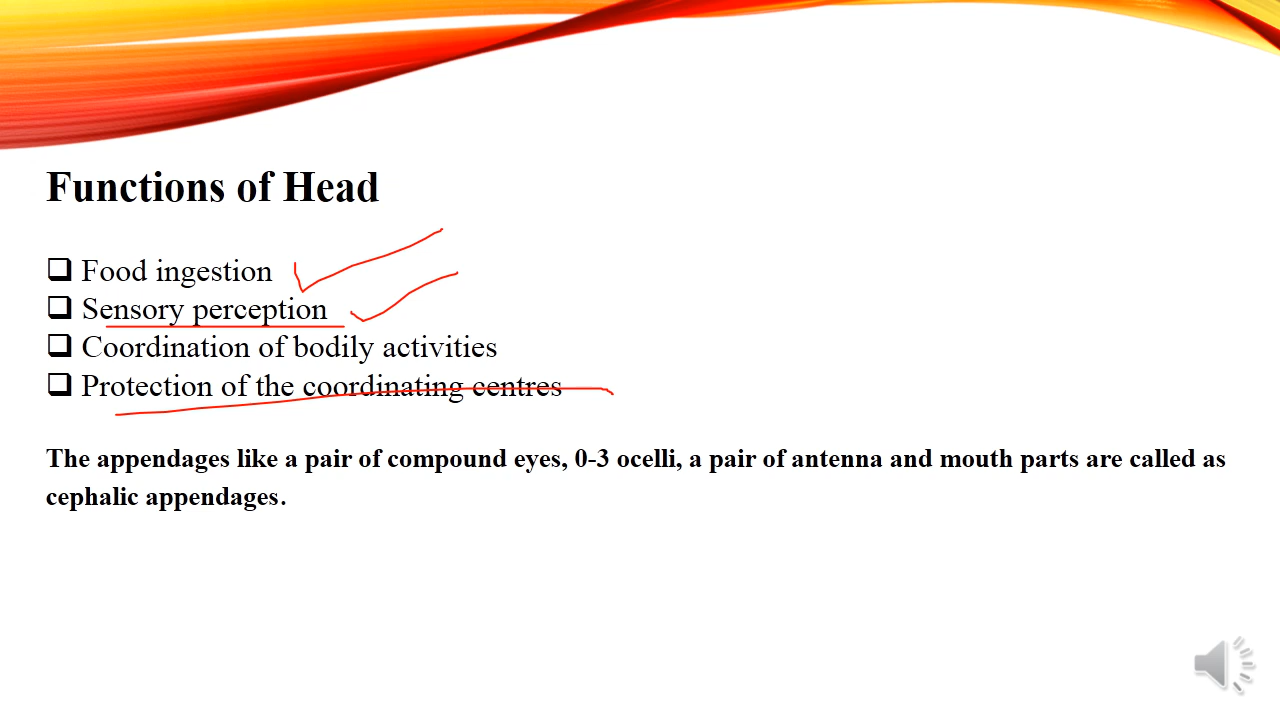 Functions of Head
❑ Food ingestion
❑ Sensory perception
❑ Coordination of bodily activities
❑ Protection of the coordinating centres
The appendages like a pair of compound eyes, 0-3 ocelli, a pair of antenna and mouth parts are called as
cephalic appendages.